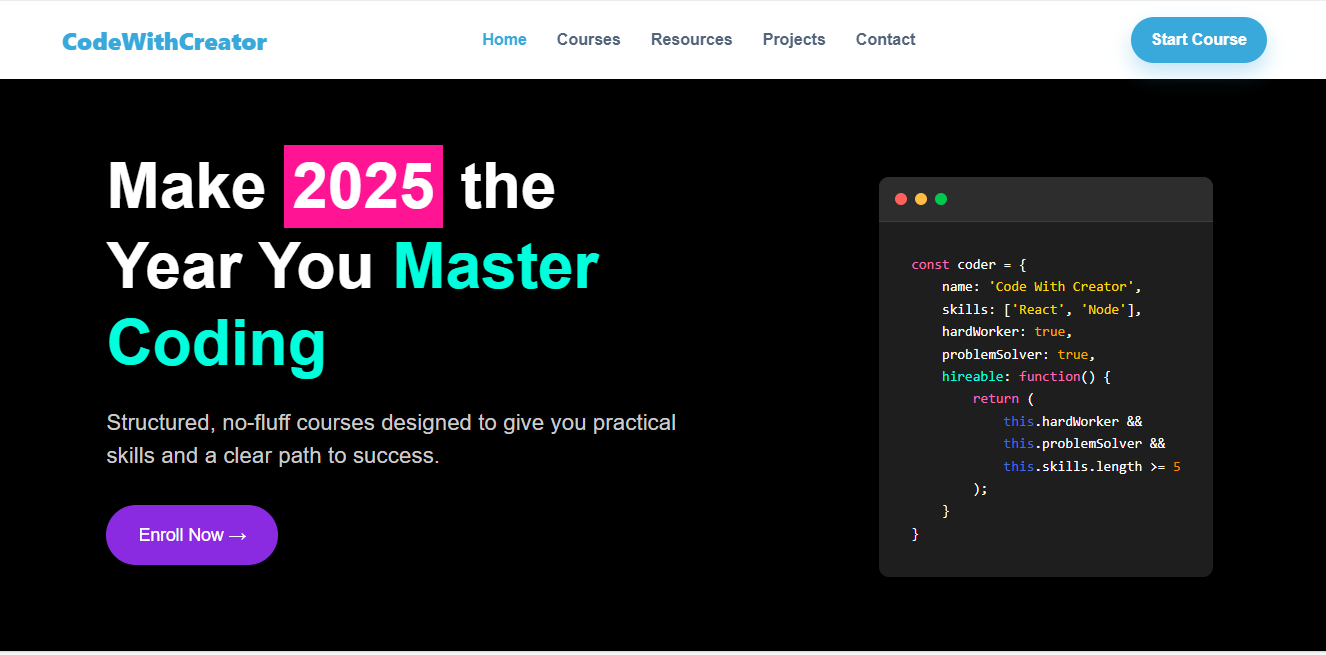 CodeWithCreator
Home Courses Resources Projects Contact
Start Course
Make 2025 the
Year You Master
Coding
Structured, no-fluff courses designed to give you practical
skills and a clear path to success.
Enroll Now →
const coder = {
    name: 'Code With Creator',
    skills: ['React', 'Node'],
    hardWorker: true,
    problemSolver: true,
    hireable: function() {
        return (
            this.hardWorker &&
            this.problemSolver &&
            this.skills.length >= 5
        );
    }
}